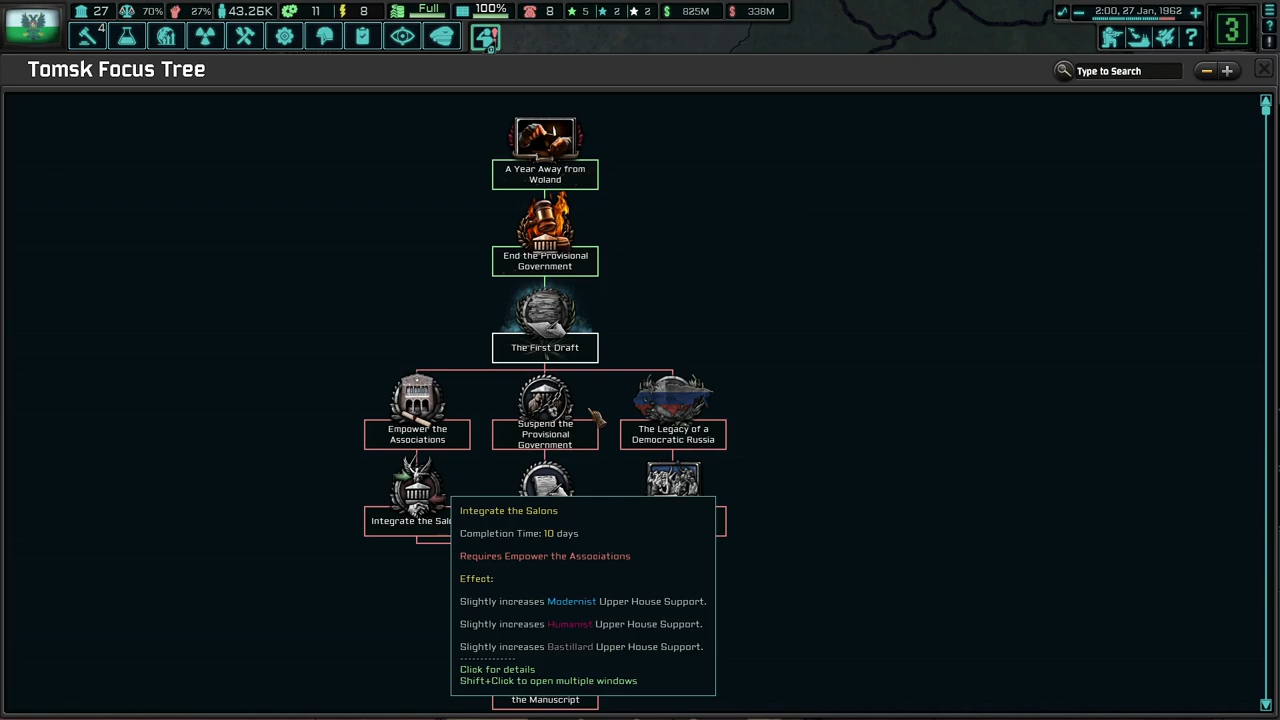 27 70% 27% 43.26K 11 8 Full 100% 8 5 2 2 $ 825M $ 338M 2:00, 27 Jan, 1962
4
3
Tomsk Focus Tree
Type to Search
A Year Away from
Woland
End the Provisional
Government
The First Draft
Empower the
Associations
Suspend the
Provisional
Government
The Legacy of a
Democratic Russia
Integrate the Salo
Integrate the Salons
Completion Time: 10 days
Requires Empower the Associations
Effect:
Slightly increases Modernist Upper House Support.
Slightly increases Humanist Upper House Support.
Slightly increases Bastillard Upper House Support.
--------------
Click for details
Shift+Click to open multiple windows
the Manuscript